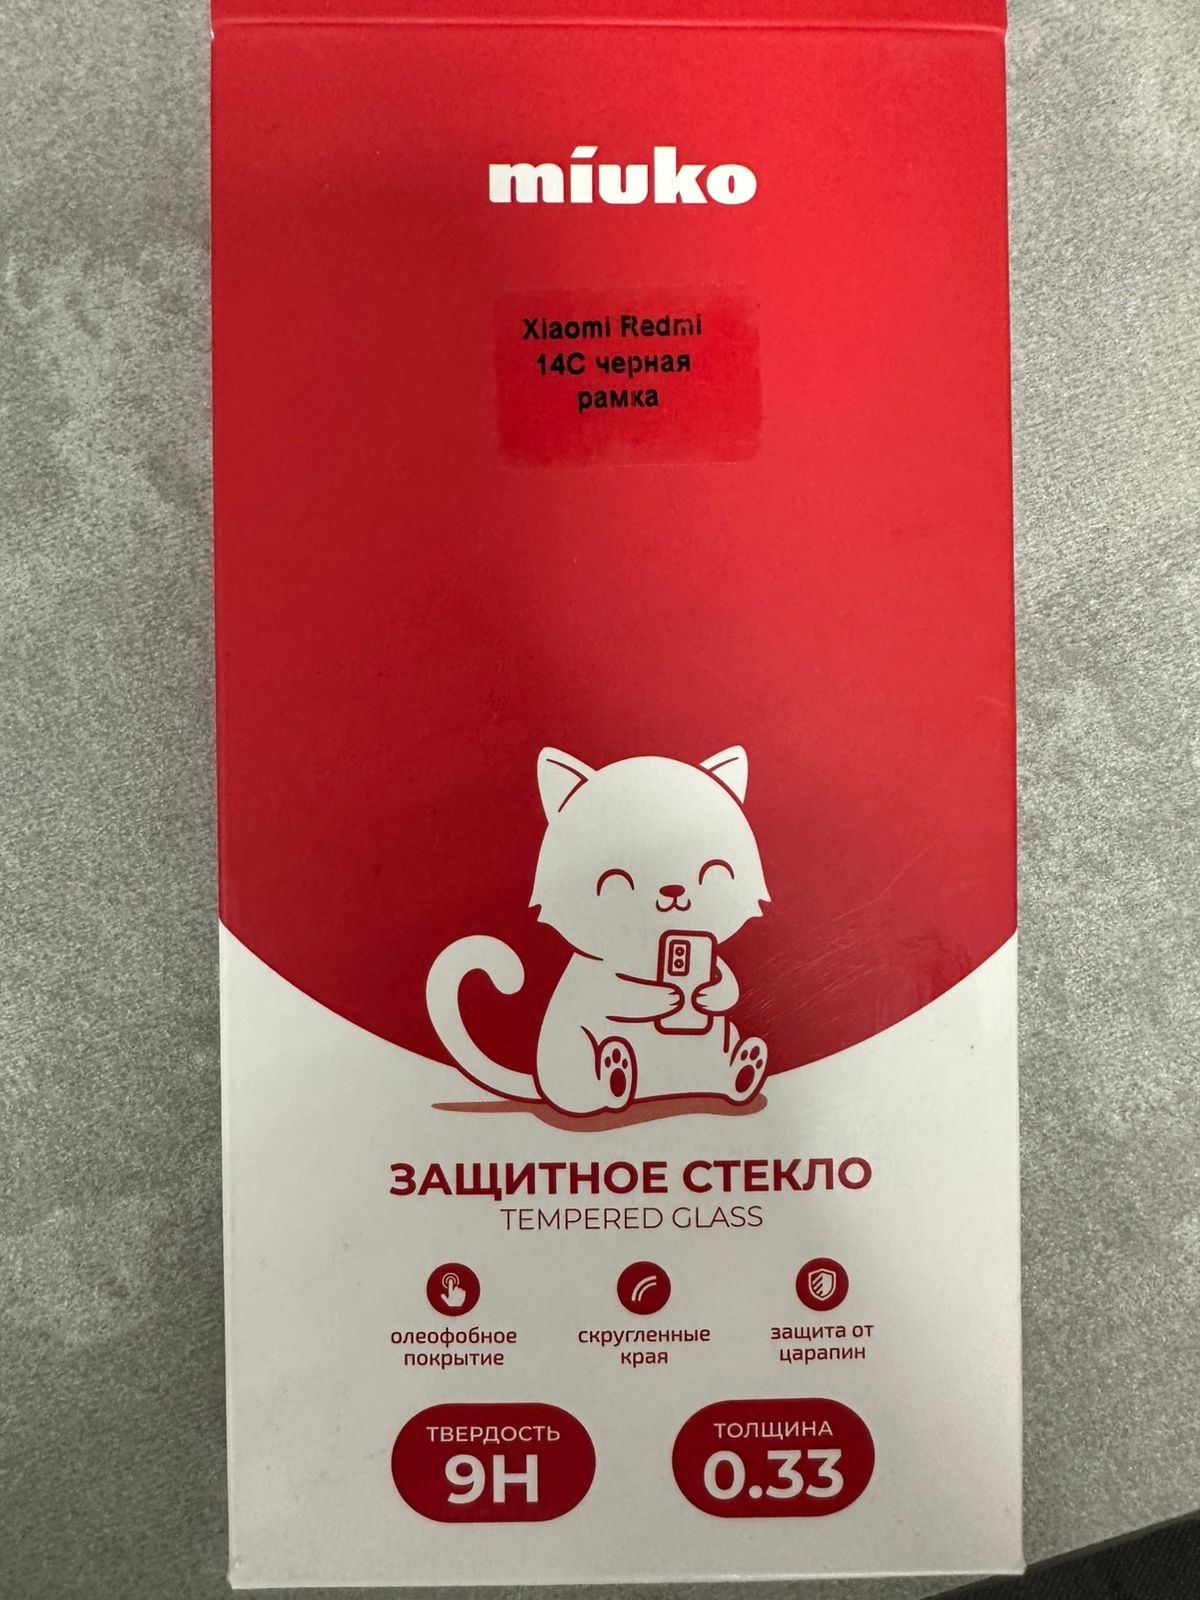 míuko
Xiaomi Redmi
14C черная
рамка
ЗАЩИТНОЕ СТЕКЛО
TEMPERED GLASS
олеофобное
покрытие
скругленные
края
защита от
царапин
ТВЕРДОСТЬ
9H
ТОЛЩИНА
0.33